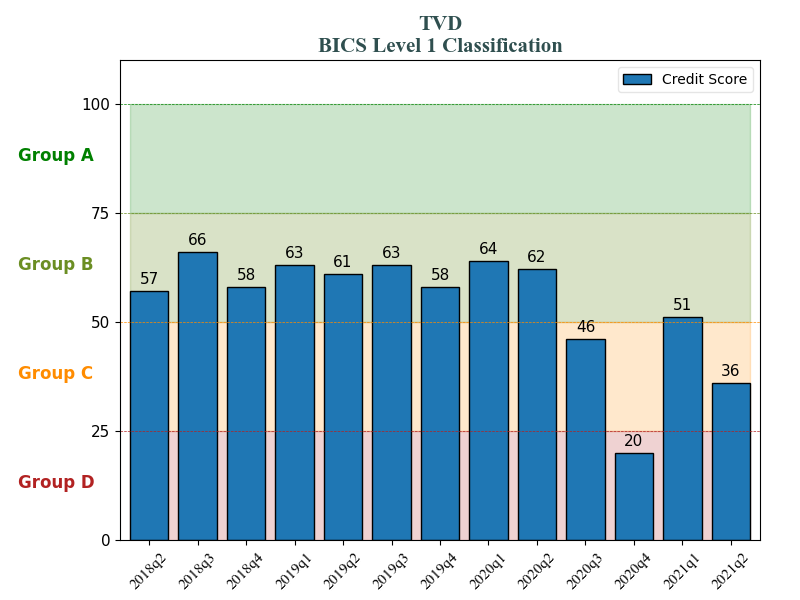 TVD
BICS Level 1 Classification
Credit Score
100
Group A
75
66
64
63
63
62
61
58
58
57
Group B
51
50
46
Group C
36
25
20
Group D
0
2018q2
2018q3
2018q4
2019q1
2019q2
2019q3
2019q4
2020q1
2020q2
2020q3
2020q4
2021q1
2021q2